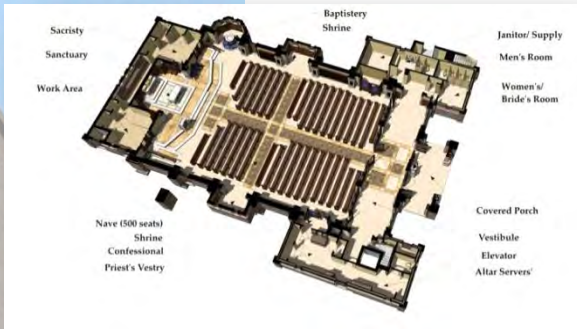 Baptistery
Shrine
Sacristy
Sanctuary
Work Area
Janitor/ Supply
Men's Room
Women's/
Bride's Room
Nave (500 seats)
Shrine
Confessional
Priest's Vestry
Covered Porch
Vestibule
Elevator
Altar Servers'